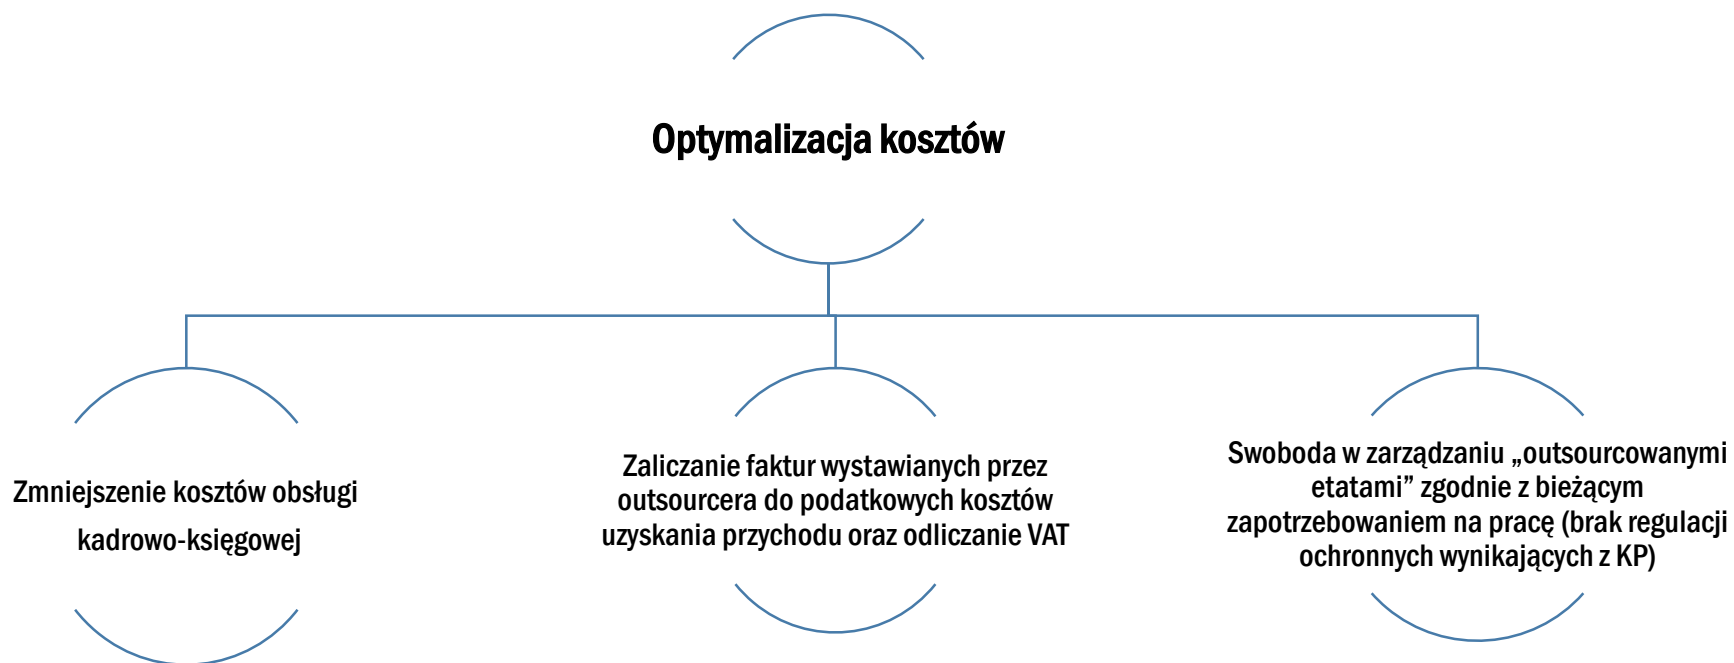 Optymalizacja kosztów
Zmniejszenie kosztów obsługi
kadrowo-księgowej
Zaliczanie faktur wystawianych przez
outsourcera do podatkowych kosztów
uzyskania przychodu oraz odliczanie VAT
Swoboda w zarządzaniu „outsourcowanymi
etatami” zgodnie z bieżącym
zapotrzebowaniem na pracę (brak regulacji
ochronnych wynikających z KP)